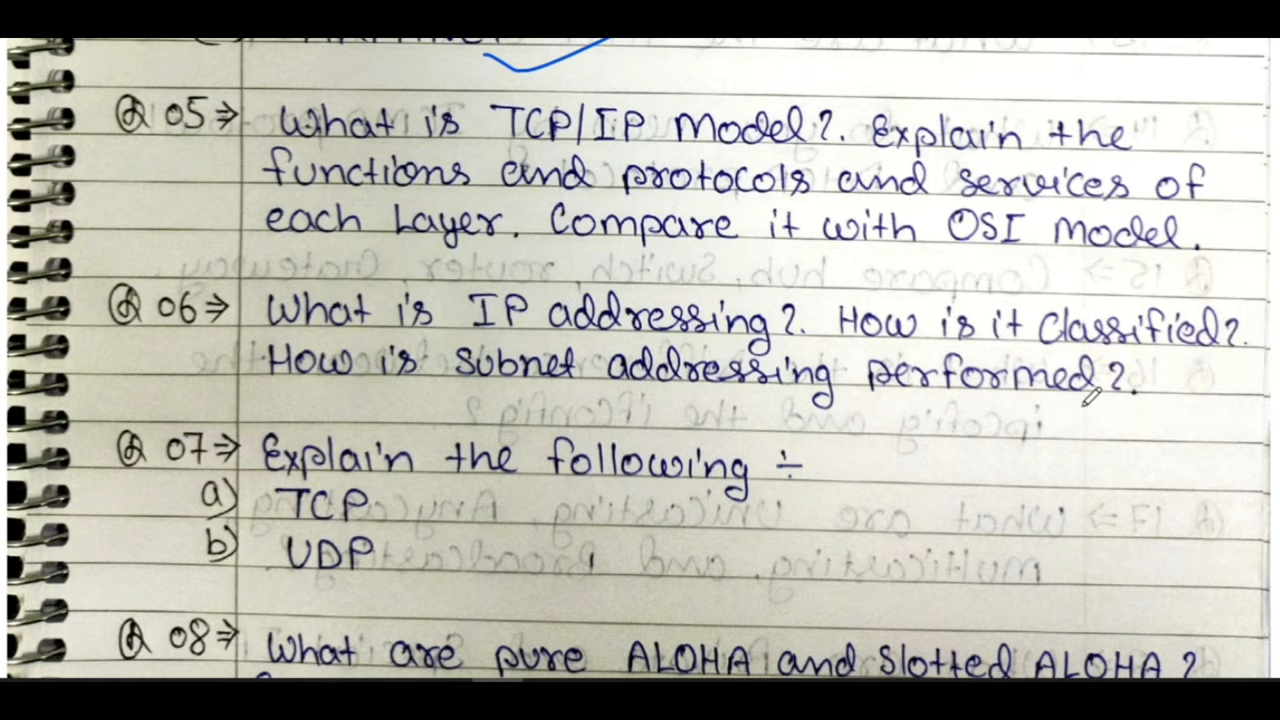 Q 05⇒ What is TCP/IP Model?. Explain the
functions and protocols and services of
each Layer. Compare it with OSI Model.
Q 06⇒ What is IP addressing?. How is it Classified?.
How is subnet addressing performed?.
Q 07⇒ Explain the following ÷
a) TCP
b) UDP
Q 08⇒ What are pure ALOHA and Slotted ALOHA?